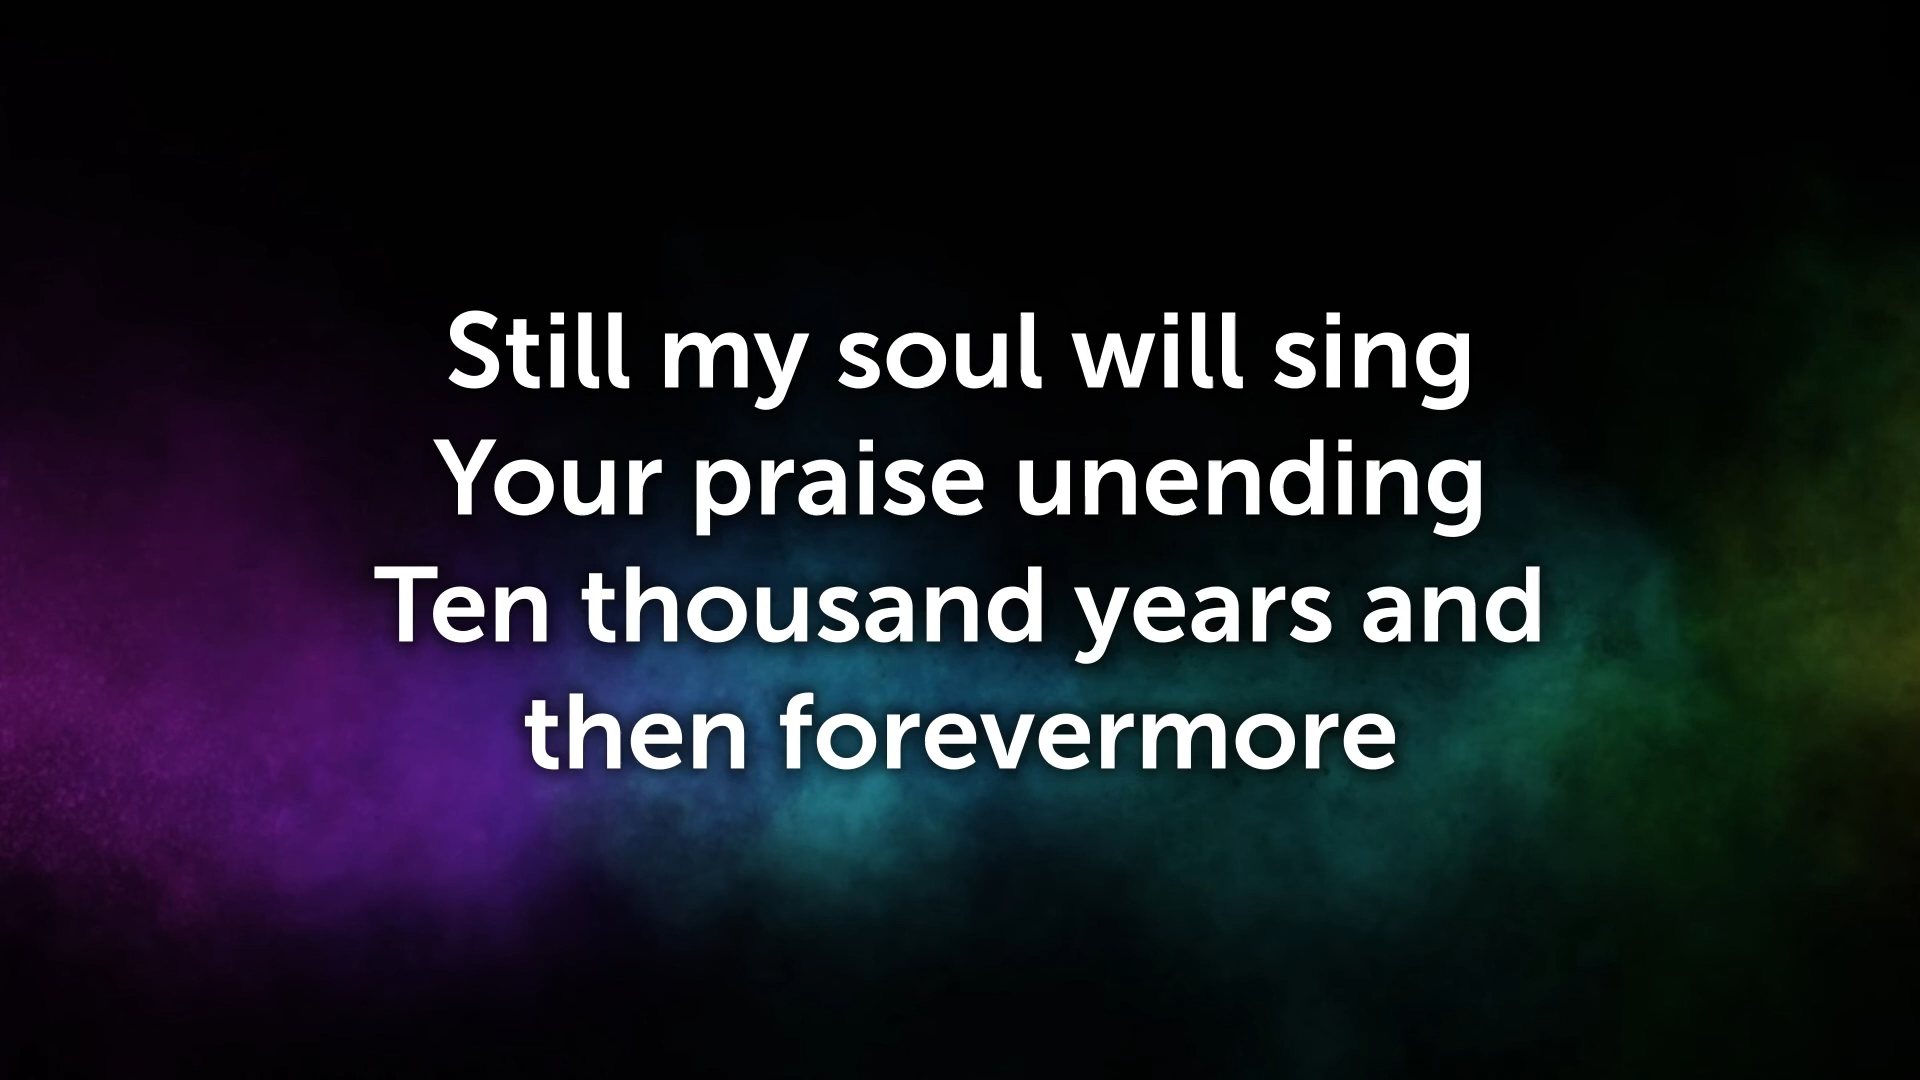 Still my soul will sing
Your praise unending
Ten thousand years and
then forevermore